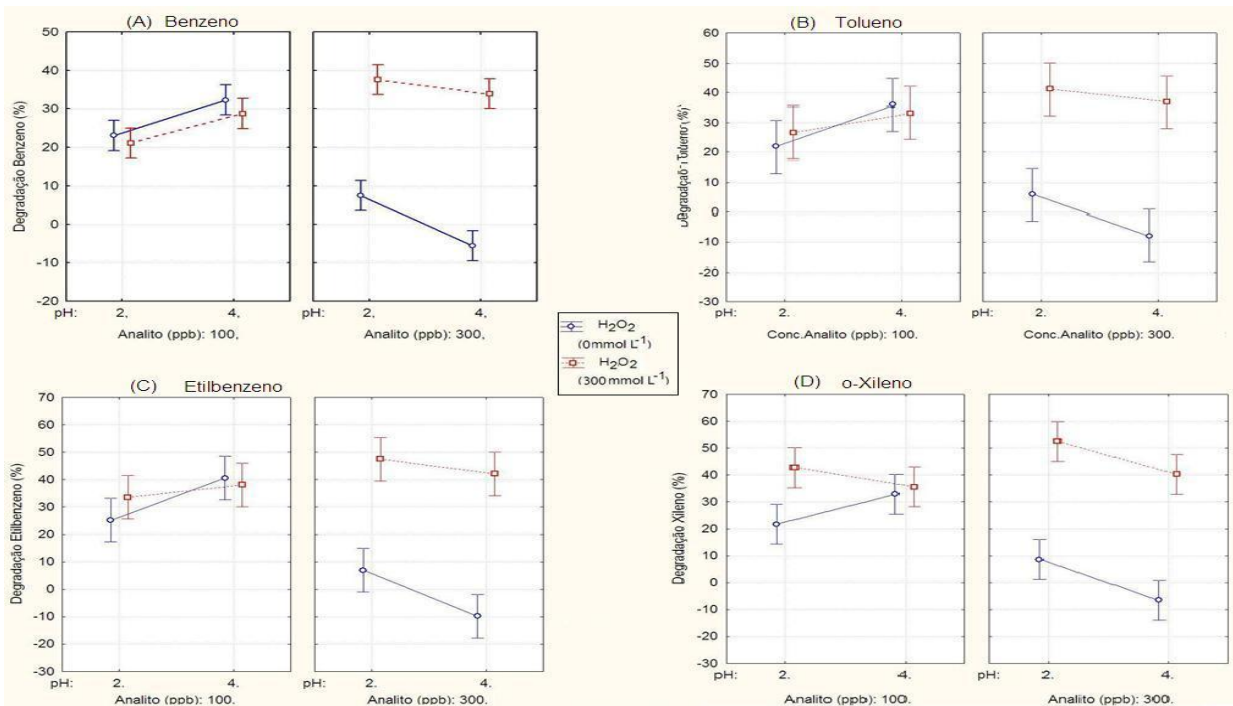 (A) Benzeno
Degradação Benzeno (%)
50
40
30
20
10
0
-10
-20
pH: 2, 4,
Analito (ppb): 100,
2, 4,
Analito (ppb): 300,
(B) Tolueno
60
50
40
30
20
10
0
-10
-20
-30
pH: 2. 4.
Conc.Analito (ppb): 100.
2. 4.
Conc.Analito (ppb): 300.
H2O2
(0mmol L-1)
H2O2
(300 mmol L-1)
(C) Etilbenzeno
Degradação Etilbenzeno (%)
70
60
50
40
30
20
10
0
-10
-20
-30
pH: 2. 4.
Analito (ppb): 100.
2. 4.
Analito (ppb): 300.
(D) o-Xileno
Degradação Xileno (%)
70
60
50
40
30
20
10
0
-10
-20
-30
pH: 2. 4.
Analito (ppb): 100.
2. 4.
Analito (ppb): 300.